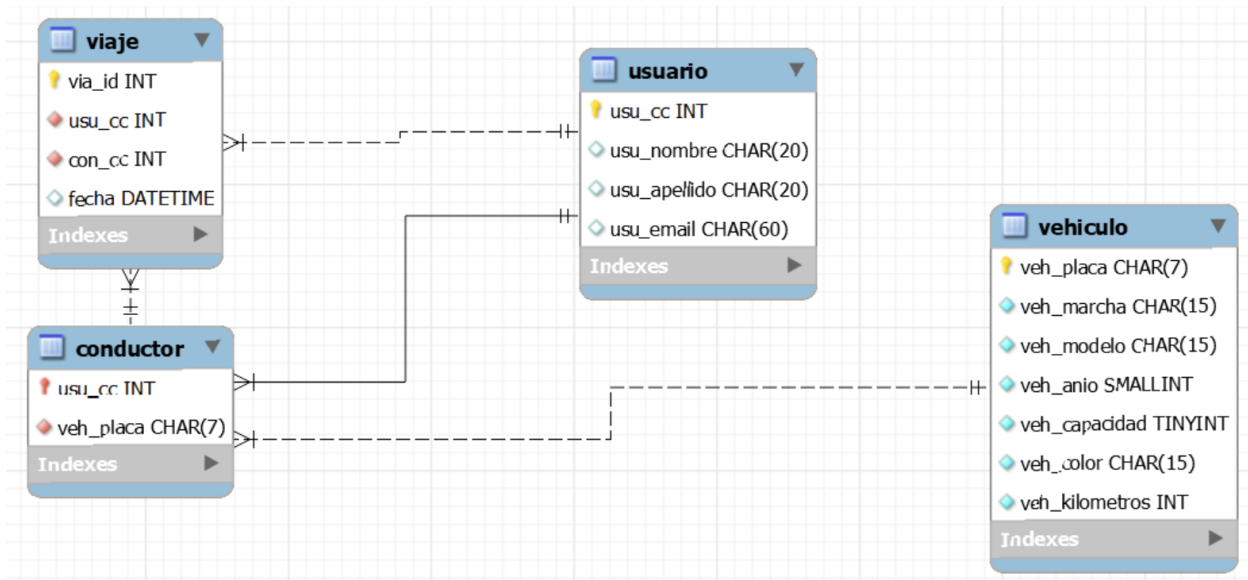 viaje
via_id INT
usu_cc INT
con_cc INT
fecha DATETIME
Indexes
usuario
usu_cc INT
usu_nombre CHAR(20)
usu_apellido CHAR(20)
usu_email CHAR(60)
Indexes
conductor
usu_cc INT
veh_placa CHAR(7)
Indexes
vehiculo
veh_placa CHAR(7)
veh_marcha CHAR(15)
veh_modelo CHAR(15)
veh_anio SMALLINT
veh_capacidad TINYINT
veh_color CHAR(15)
veh_kilometros INT
Indexes